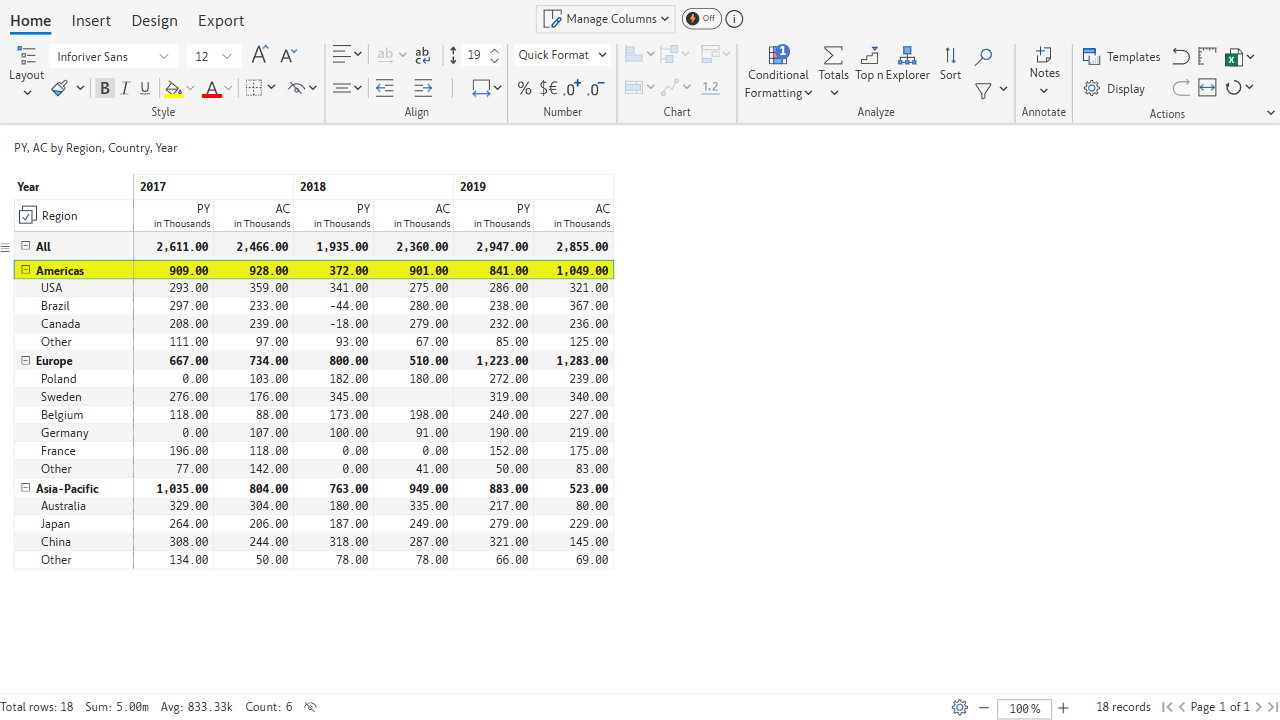 Home Insert Design Export
Manage Columns Off i
Layout Inforiver Sans 12
B I U A
Style
ab ab 19
Align
Quick Format
% $€ .0+ .0-
Number
1.2
Chart
Conditional Formatting 1 Totals Top n Explorer Sort
Analyze
Notes
Annotate
Templates
Display
Actions
PY, AC by Region, Country, Year
Year 2017 2018 2019
Region PY AC PY AC PY AC
in Thousands in Thousands in Thousands in Thousands in Thousands in Thousands
All 2,611.00 2,466.00 1,935.00 2,360.00 2,947.00 2,855.00
Americas 909.00 928.00 372.00 901.00 841.00 1,049.00
USA 293.00 359.00 341.00 275.00 286.00 321.00
Brazil 297.00 233.00 -44.00 280.00 238.00 367.00
Canada 208.00 239.00 -18.00 279.00 232.00 236.00
Other 111.00 97.00 93.00 67.00 85.00 125.00
Europe 667.00 734.00 800.00 510.00 1,223.00 1,283.00
Poland 0.00 103.00 182.00 180.00 272.00 239.00
Sweden 276.00 176.00 345.00 319.00 340.00
Belgium 118.00 88.00 173.00 198.00 240.00 227.00
Germany 0.00 107.00 100.00 91.00 190.00 219.00
France 196.00 118.00 0.00 0.00 152.00 175.00
Other 77.00 142.00 0.00 41.00 50.00 83.00
Asia-Pacific 1,035.00 804.00 763.00 949.00 883.00 523.00
Australia 329.00 304.00 180.00 335.00 217.00 80.00
Japan 264.00 206.00 187.00 249.00 279.00 229.00
China 308.00 244.00 318.00 287.00 321.00 145.00
Other 134.00 50.00 78.00 78.00 66.00 69.00
Total rows: 18 Sum: 5.00m Avg: 833.33k Count: 6 100% 18 records Page 1 of 1